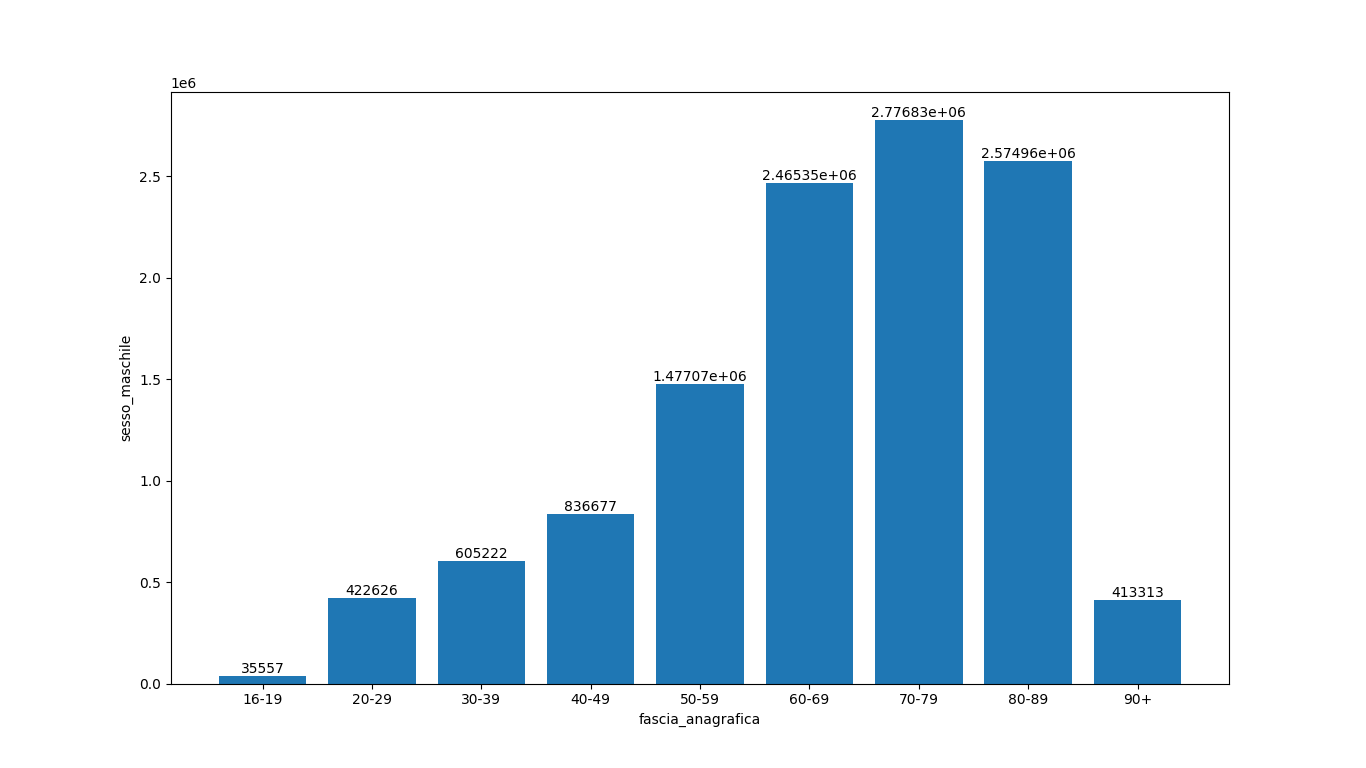 1e6
2.77683e+06
2.57496e+06
2.46535e+06
1.47707e+06
836677
605222
422626
413313
35557
2.5
2.0
1.5
1.0
0.5
0.0
sesso_maschile
16-19 20-29 30-39 40-49 50-59 60-69 70-79 80-89 90+
fascia_anagrafica